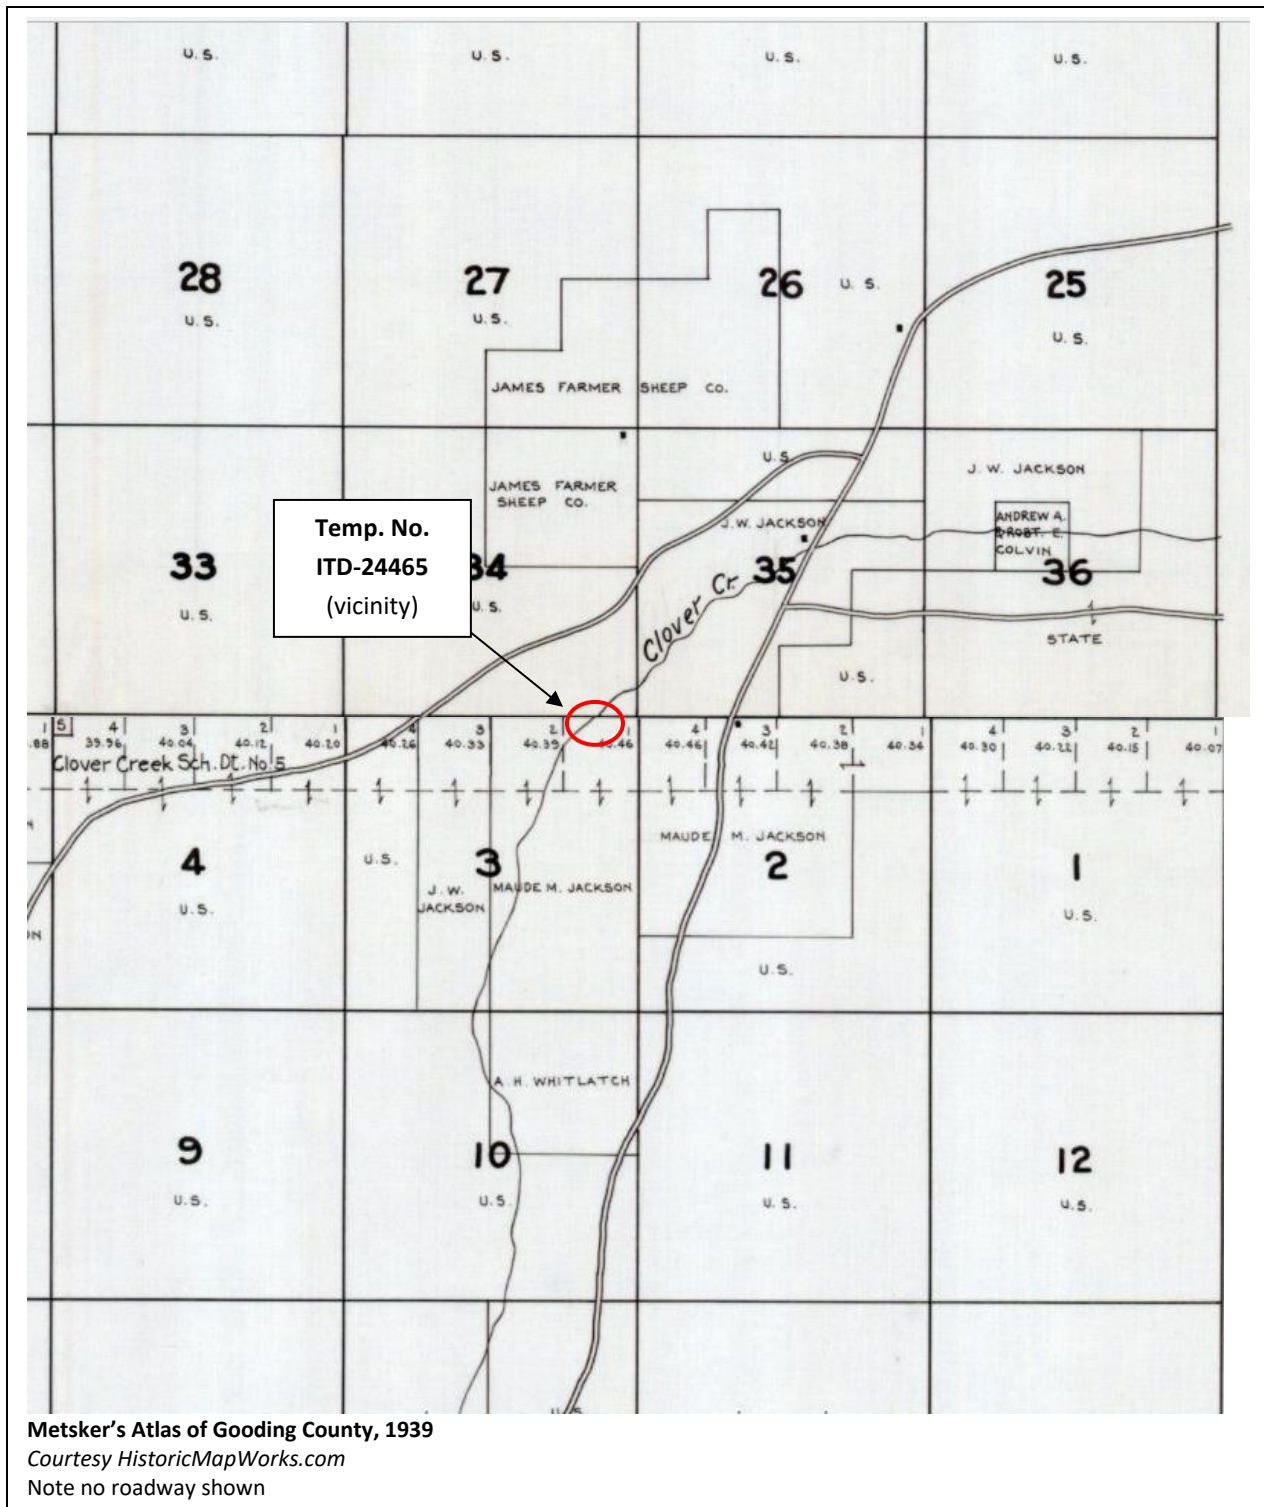 U.S.
U.S.
U.S.
U.S.
28
U.S.
27
U.S.
26
U. S.
25
U.S.
JAMES FARMER SHEEP CO.
U.S
J. W. JACKSON
JAMES FARMER
SHEEP CO.
J.W. JACKSON
ANDREW A.
& ROBT. E.
COLVIN
Temp. No.
ITD-24465
(vicinity)
33
U.S.
34
U.S.
35
36
Clover Cr.
STATE
U.S.
1 5 4 3 2 1 4 3 2 1 4 3 2 1 4 3 2 1
.88 39.96 40.04 40.12 40.20 40.26 40.33 40.39 40.46 40.46 40.42 40.38 40.34 40.30 40.22 40.15 40.07
Clover Creek Sch. Dt. No. 5
N
4
U.S.
U.S.
3
J. W.
JACKSON
MAUDE M. JACKSON
MAUDE M. JACKSON
2
U.S.
1
U.S.
ON
A. H. WHITLATCH
9
U.S.
10
U.S.
11
U.S.
12
U.S.
U.S
Metsker's Atlas of Gooding County, 1939
Courtesy HistoricMapWorks.com
Note no roadway shown